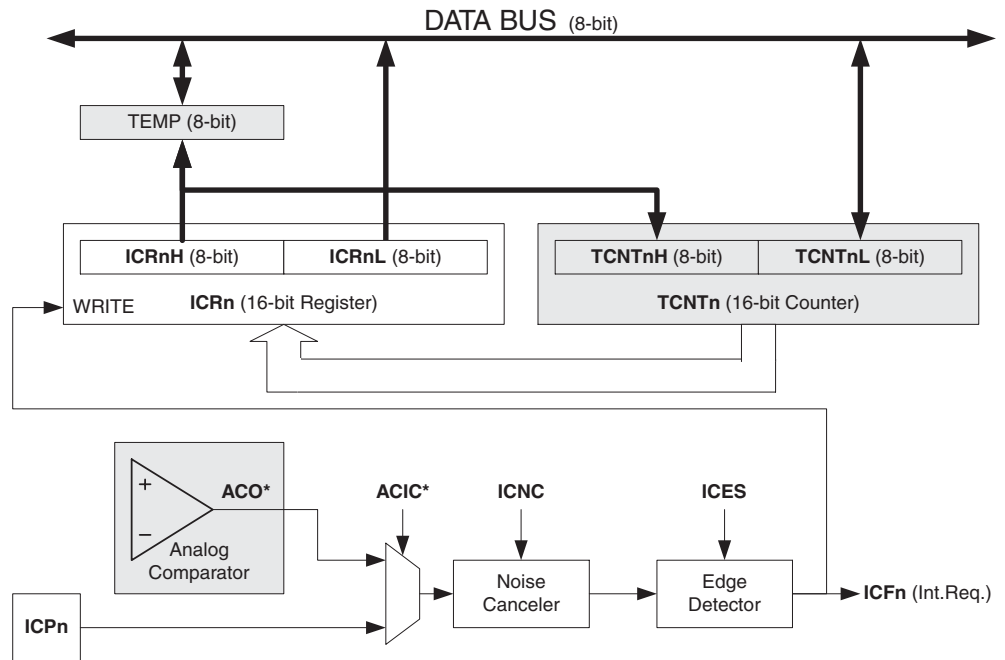 DATA BUS (8-bit)
TEMP (8-bit)
ICRnH (8-bit)
ICRnL (8-bit)
TCNTnH (8-bit)
TCNTnL (8-bit)
WRITE
ICRn (16-bit Register)
TCNTn (16-bit Counter)
+
−
ACO*
Analog
Comparator
ACIC*
ICNC
ICES
Noise
Canceler
Edge
Detector
ICFn (Int.Req.)
ICPn